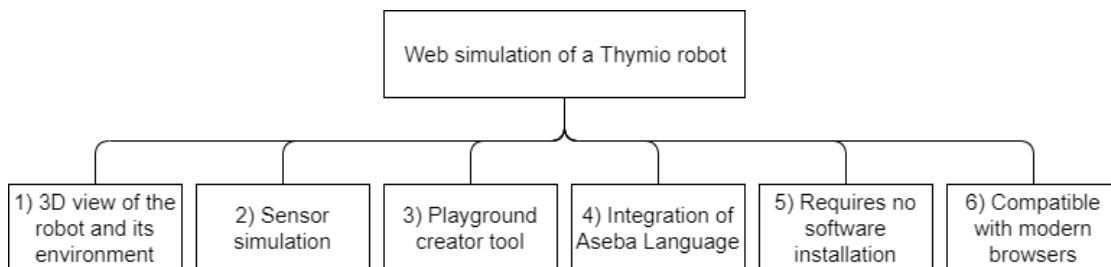 Web simulation of a Thymio robot
1) 3D view of the
robot and its
environment
2) Sensor
simulation
3) Playground
creator tool
4) Integration of
Aseba Language
5) Requires no
software
installation
6) Compatible
with modern
browsers